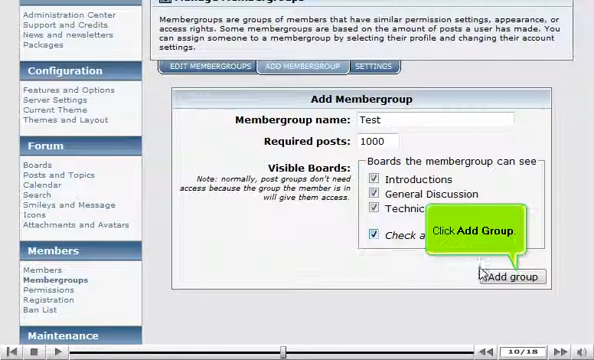 Manage Membergroups
Administration Center
Support and Credits
News and newsletters
Packages
Configuration
Features and Options
Server Settings
Current Theme
Themes and Layout
Forum
Boards
Posts and Topics
Calendar
Search
Smileys and Message
Icons
Attachments and Avatars
Members
Members
Membergroups
Permissions
Registration
Ban List
Maintenance
Membergroups are groups of members that have similar permission settings, appearance, or
access rights. Some membergroups are based on the amount of posts a user has made. You
can assign someone to a membergroup by selecting their profile and changing their account
settings.
EDIT MEMBERGROUPS ADD MEMBERGROUP SETTINGS
Add Membergroup
Membergroup name: Test
Required posts: 1000
Visible Boards:
Note: normally, post groups don't need
access because the group the member is in
will give them access.
Boards the membergroup can see
Introductions
General Discussion
Technic
Check a
Click Add Group.
Add group
10/18